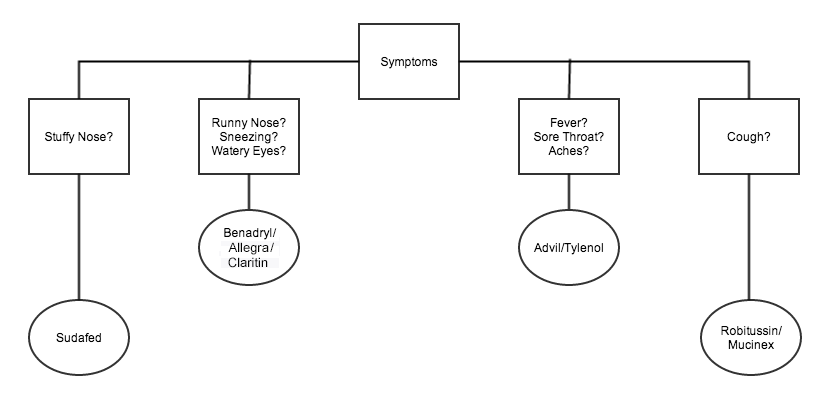 Symptoms
Stuffy Nose?
Runny Nose?
Sneezing?
Watery Eyes?
Fever?
Sore Throat?
Aches?
Cough?
Benadryl/
Allegra/
Claritin
Advil/Tylenol
Sudafed
Robitussin/
Mucinex